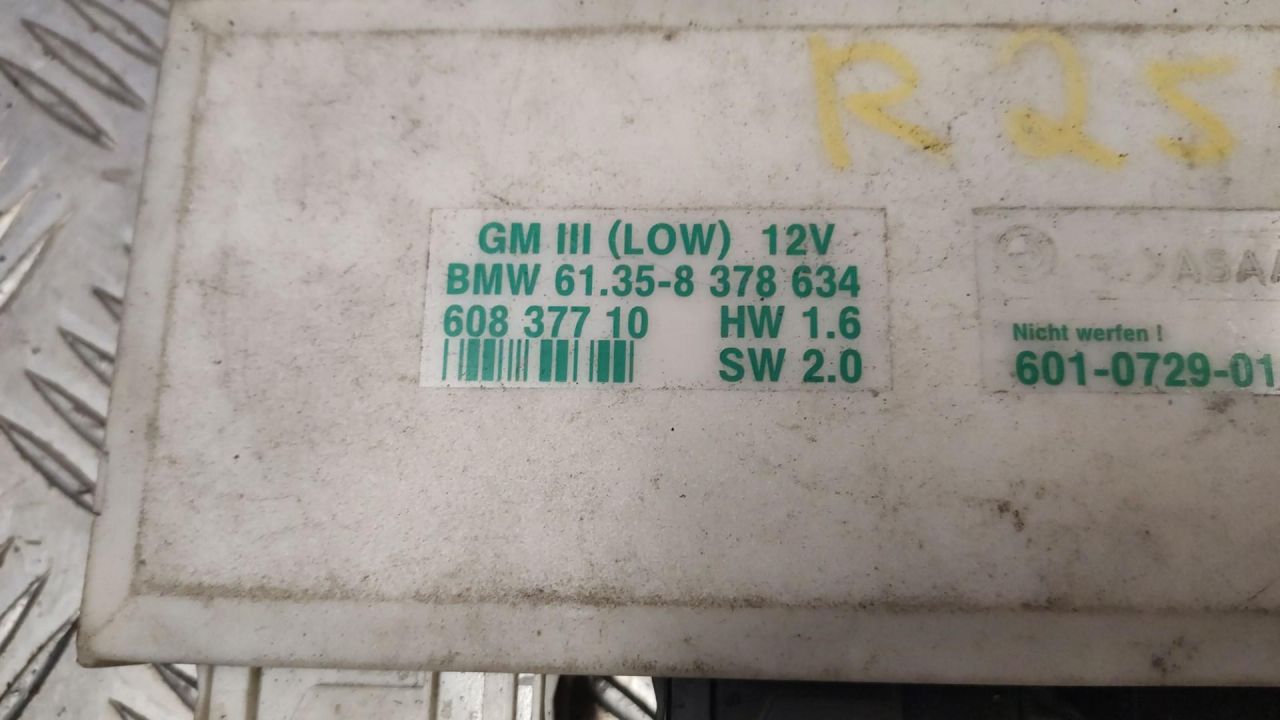 R 25
GM III (LOW) 12V
BMW 61.35-8 378 634
608 377 10 HW 1.6
SW 2.0
Nicht werfen !
601-0729-01